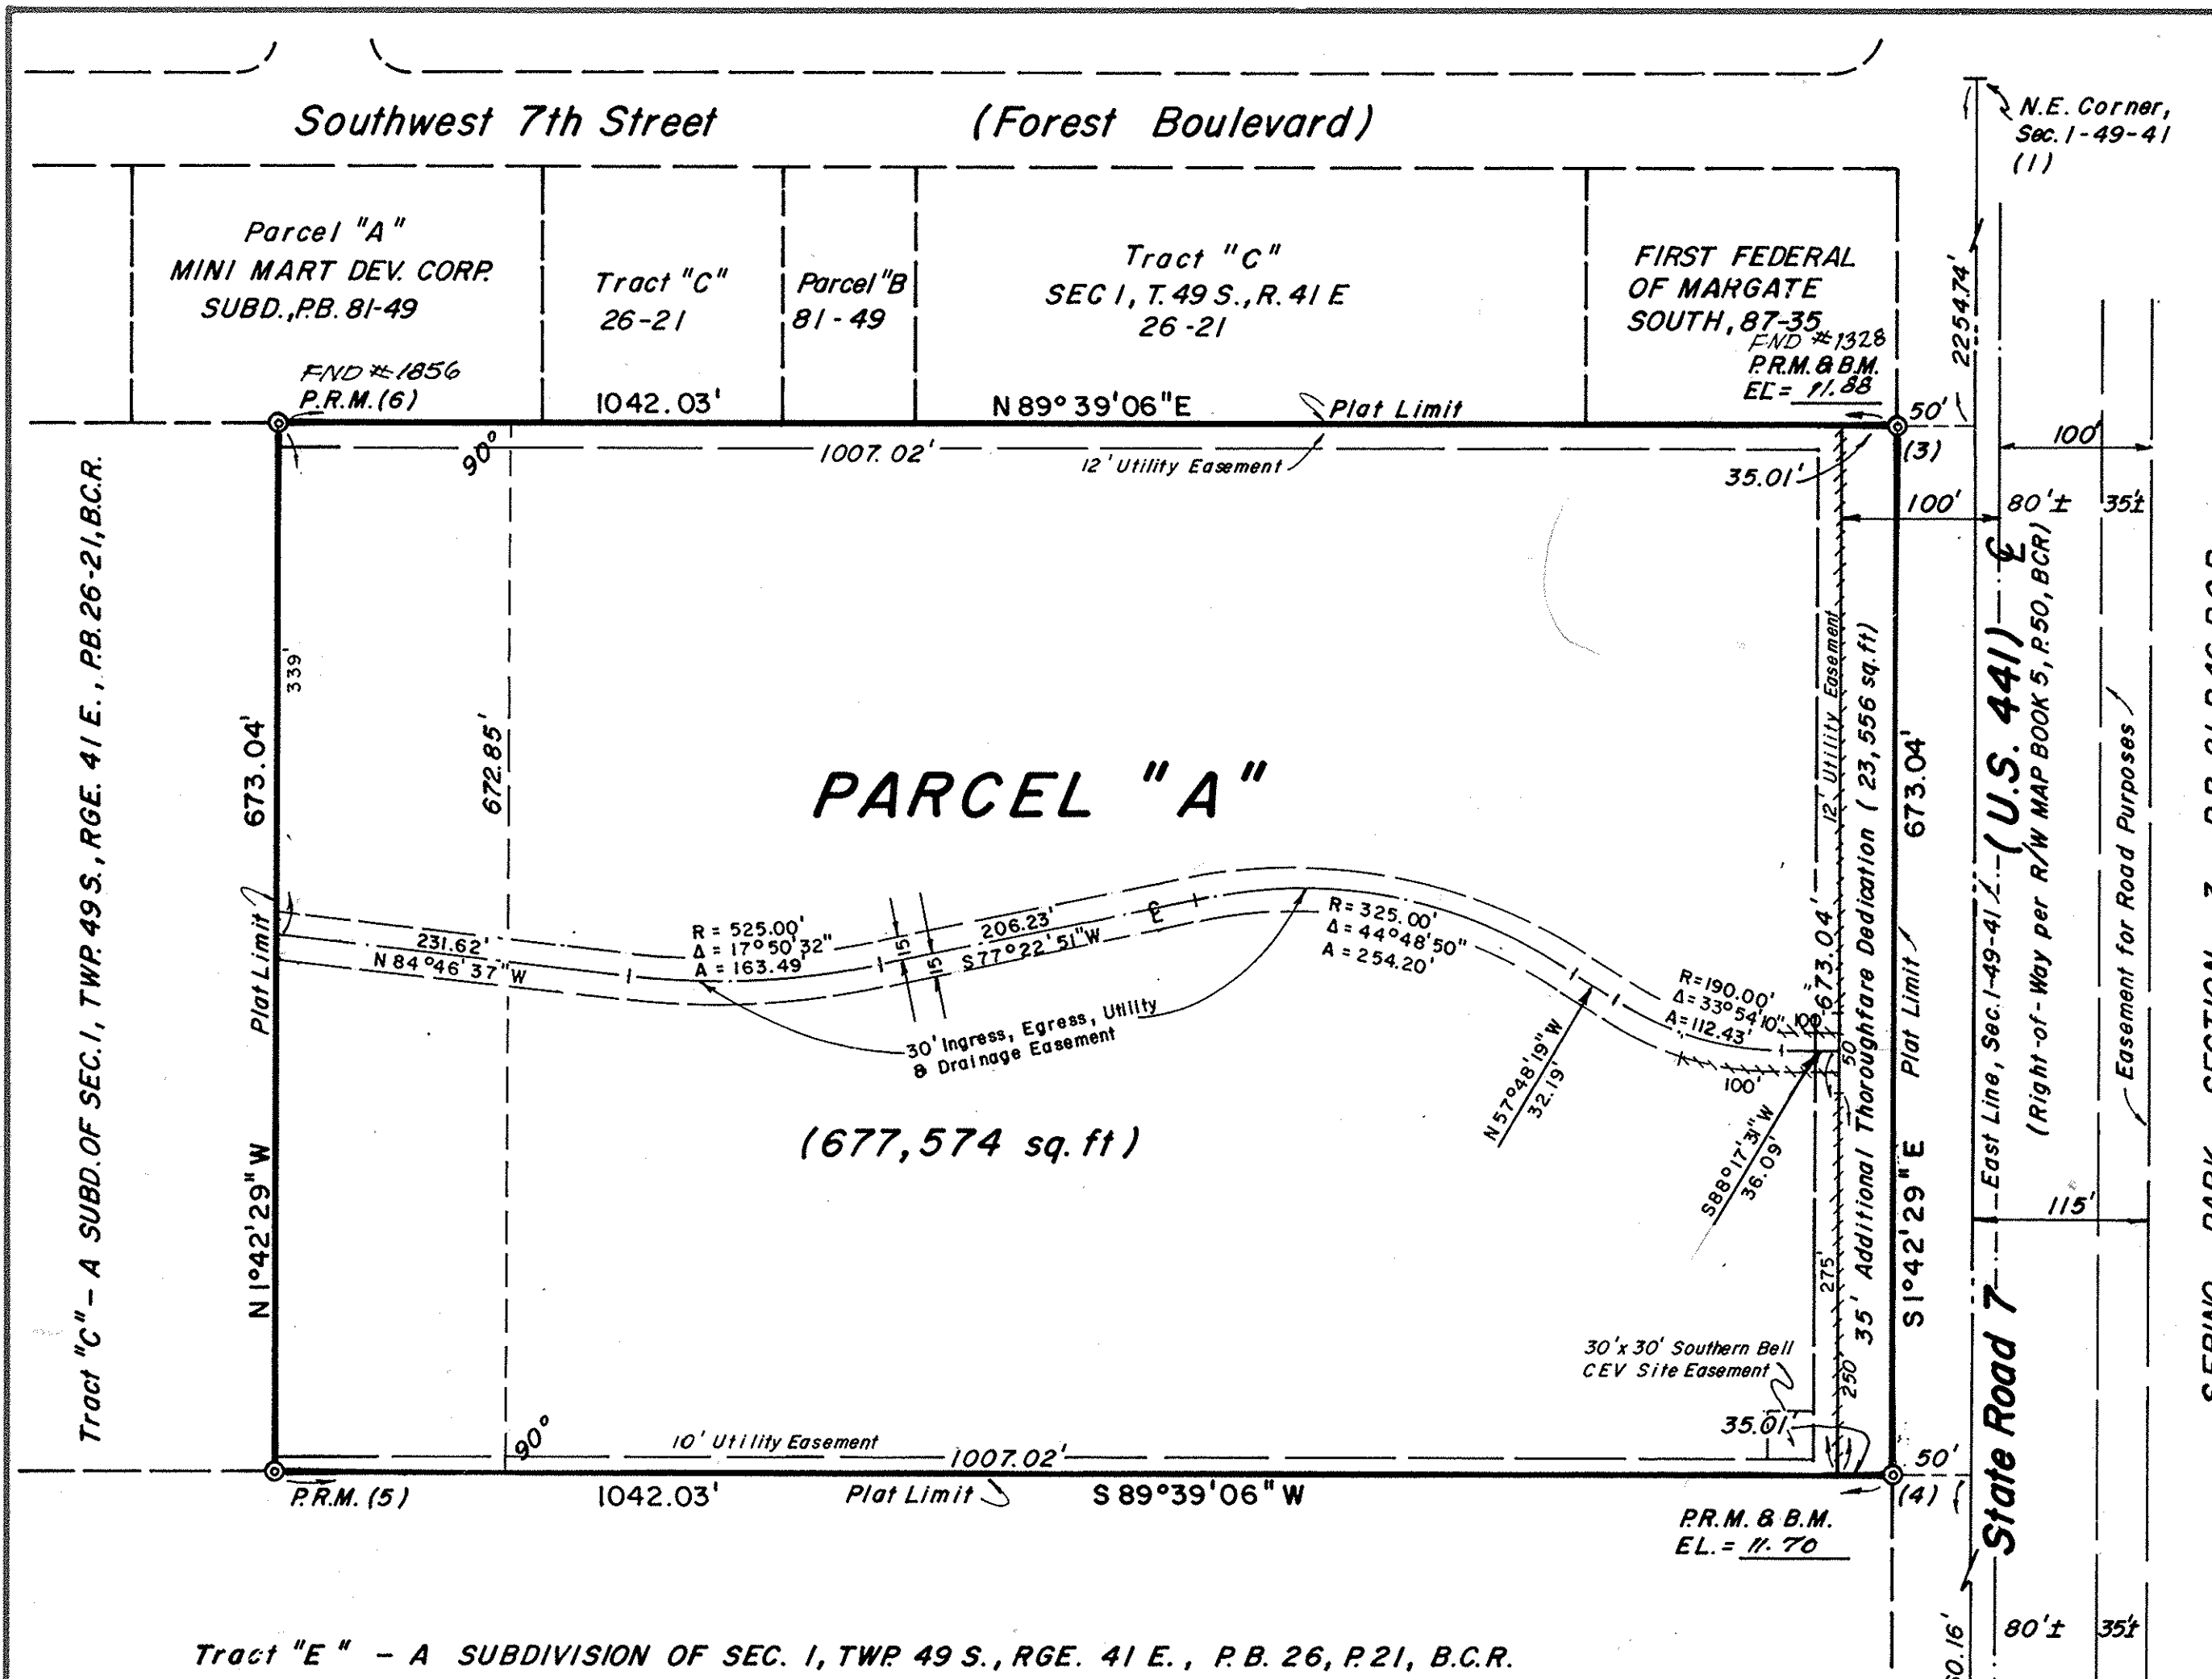 Southwest 7th Street (Forest Boulevard)
N.E. Corner,
Sec. 1-49-41
(1)
2254.74'
Parcel "A"
MINI MART DEV. CORP.
SUBD., P.B. 81-49
Tract "C"
26-21
Parcel "B
81-49
Tract "C"
SEC 1, T. 49 S., R. 41 E
26-21
FIRST FEDERAL
OF MARGATE
SOUTH, 87-35
FND #1328
P.R.M. & B.M.
EL= 11.88
FND #1856
P.R.M. (6)
1042.03'
N 89°39'06"E
Plat Limit
50'
(3)
100'
90°
1007.02'
12' Utility Easement
35.01'
100'
80'±
35'±
Tract "C" - A SUBD. OF SEC. 1, TWP. 49 S., RGE. 41 E., P.B. 26-21, B.C.R.
339'
673.04'
N 1°42'29" W
Plat Limit
672.85'
PARCEL "A"
(677,574 sq. ft)
231.62'
N 84°46'37"W
R = 525.00'
Δ = 17°50'32"
A = 163.49'
15'
15'
206.23'
S77°22'51"W
℄
R = 325.00'
Δ = 44°48'50"
A = 254.20'
30' Ingress, Egress, Utility
& Drainage Easement
N57°48'19"W
32.19'
R=190.00'
Δ=33°54'10"
A=112.43'
100'
100'
50
S88°17'31"W
36.09'
12' Utility Easement
673.04'
275'
250
35' Additional Thoroughfare Dedication (23,556 sq.ft)
673.04'
Plat Limit
S 1°42'29" E
East Line, Sec. 1-49-41
State Road 7 (U.S. 441) ℄
(Right-of-Way per R/W MAP BOOK 5, P.50, BCR)
Easement for Road Purposes
115'
30'x 30' Southern Bell
CEV Site Easement
35.01'
90°
10' Utility Easement
1007.02'
50'
(4)
P.R.M. (5)
1042.03'
Plat Limit
S 89°39'06" W
P.R.M. & B.M.
EL. = 11.70
80'±
35'±
Tract "E" - A SUBDIVISION OF SEC. 1, TWP. 49 S., RGE. 41 E., P.B. 26, P.21, B.C.R.